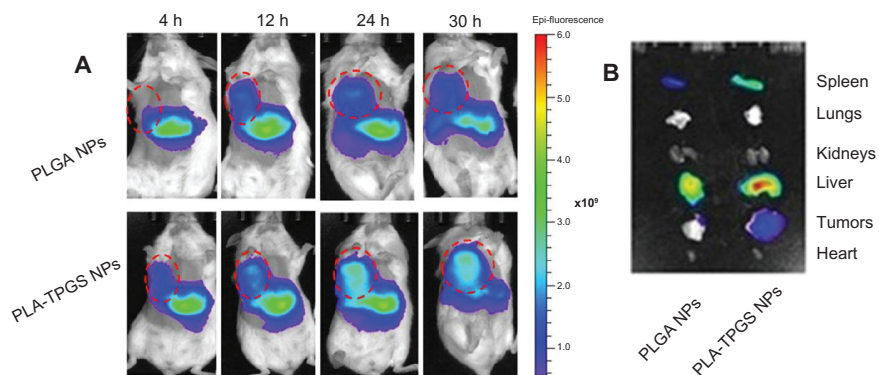 4 h
12 h
24 h
30 h
Epi-fluorescence
A
PLGA NPs
PLA-TPGS NPs
6.0
5.0
4.0
x10⁹
3.0
2.0
1.0
B
Spleen
Lungs
Kidneys
Liver
Tumors
Heart
PLGA NPs
PLA-TPGS NPs